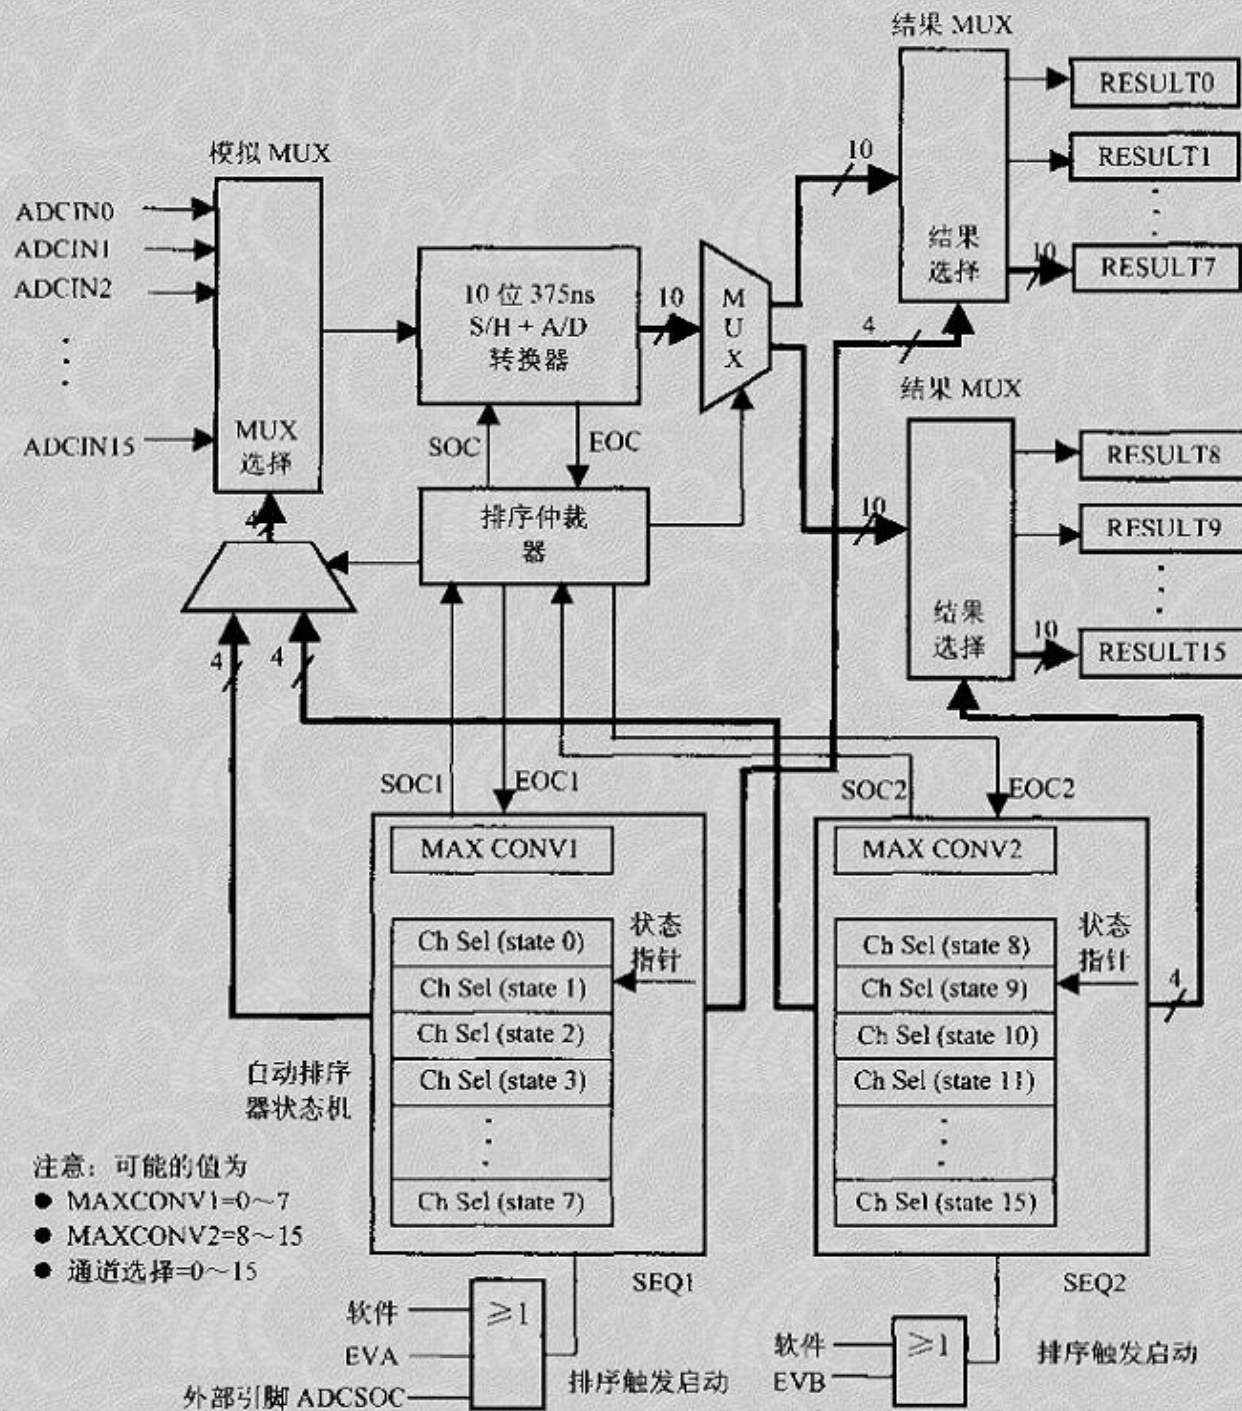 结果 MUX
RESULT0
模拟 MUX
10
RESULT1
ADCIN0
ADCIN1
ADCIN2
结果
选择
10
RESULT7
10 位 375ns
S/H + A/D
转换器
10
M
U
X
4
结果 MUX
ADCIN15
MUX
选择
SOC
EOC
RESULT8
4
排序仲裁
器
10
RESULT9
4
4
结果
选择
10
RESULT15
SOC1
EOC1
SOC2
EOC2
MAX CONV1
MAX CONV2
Ch Sel (state 0)
状态
指针
Ch Sel (state 8)
状态
指针
Ch Sel (state 1)
Ch Sel (state 9)
4
Ch Sel (state 2)
Ch Sel (state 10)
自动排序
器状态机
Ch Sel (state 3)
Ch Sel (state 11)
注意：可能的值为
● MAXCONV1=0～7
Ch Sel (state 7)
Ch Sel (state 15)
● MAXCONV2=8～15
● 通道选择=0～15
SEQ1
SEQ2
软件
≥1
EVA
外部引脚 ADCSOC
排序触发启动
软件
≥1
EVB
排序触发启动